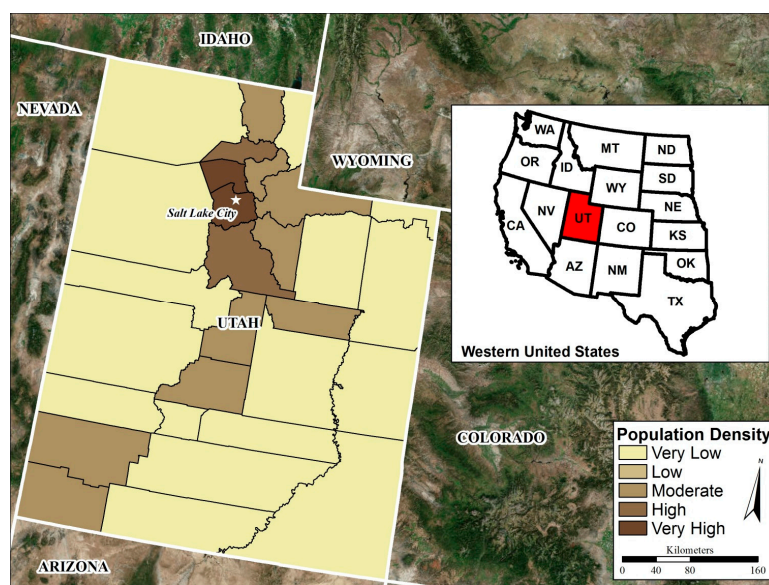 IDAHO
NEVADA
WYOMING
Salt Lake City
UTAH
COLORADO
ARIZONA
WA
MT
ND
OR
ID
SD
WY
NE
NV
UT
CO
KS
CA
AZ
NM
OK
TX
Western United States
Population Density
Very Low
Low
Moderate
High
Very High
N
Kilometers
0 40 80 160